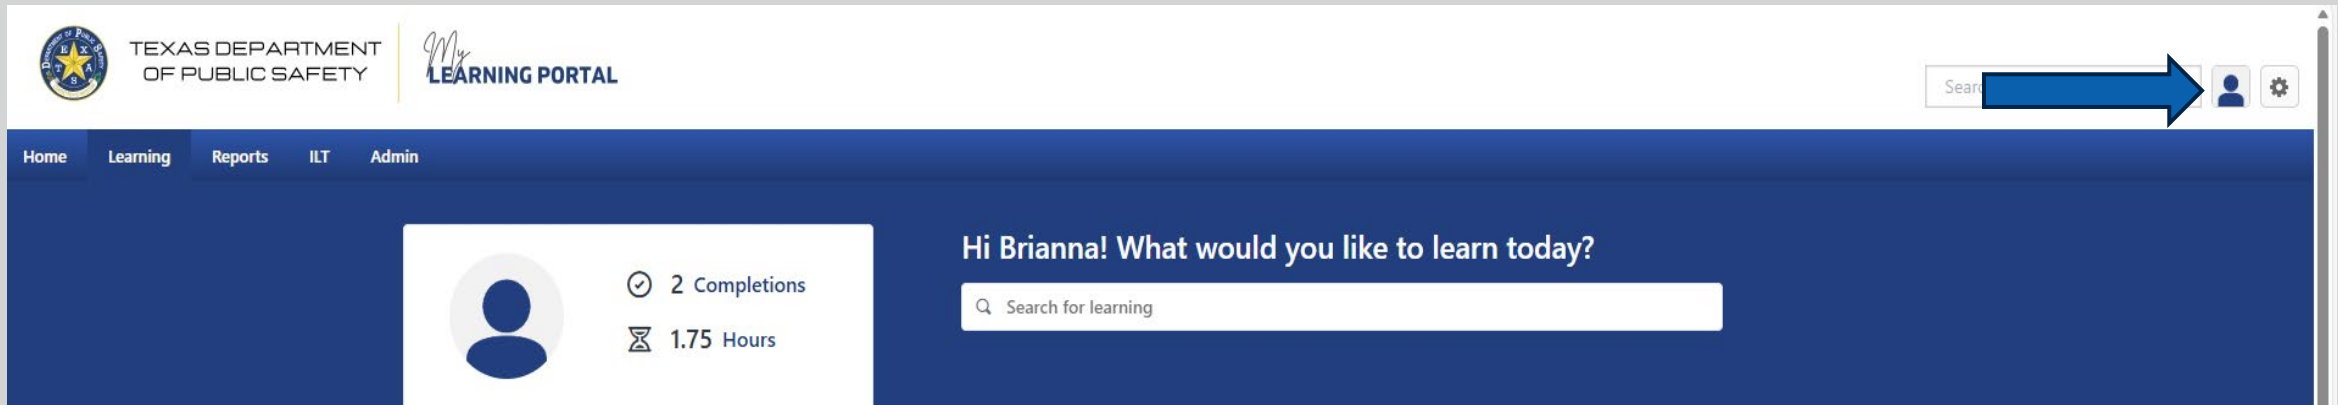 TEXAS DEPARTMENT
OF PUBLIC SAFETY
My
LEARNING PORTAL
Home Learning Reports ILT Admin
Hi Brianna! What would you like to learn today?
2 Completions
Search for learning
1.75 Hours